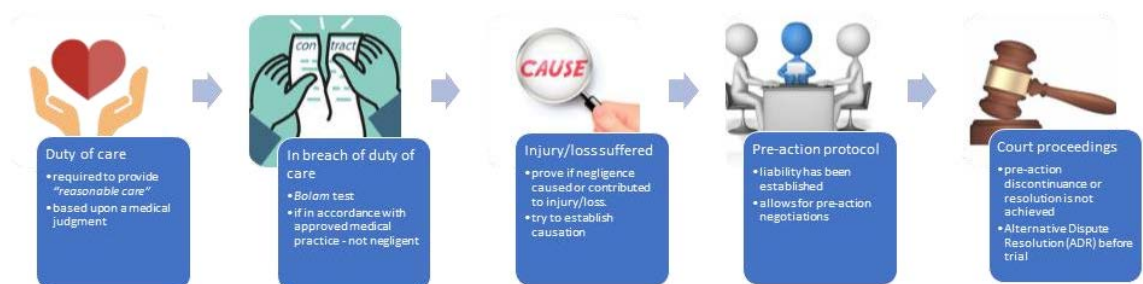 con tract
CAUSE
Duty of care
• required to provide
"reasonable care"
• based upon a medical
judgment
In breach of duty of
care
• Bolam test
• if in accordance with
approved medical
practice - not negligent
Injury/loss suffered
• prove if negligence
caused or contributed
to injury/loss.
• try to establish
causation
Pre-action protocol
• liability has been
established
• allows for pre-action
negotiations
Court proceedings
• pre-action
discontinuance or
resolution is not
achieved
• Alternative Dispute
Resolution (ADR) before
trial